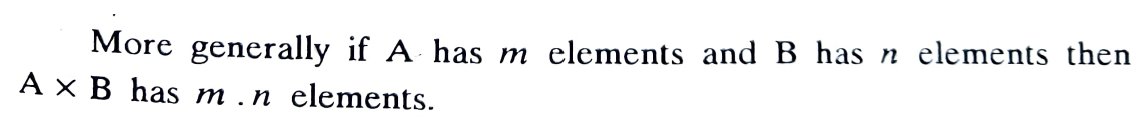 More generally if A has m elements and B has n elements then
A × B has m . n elements.